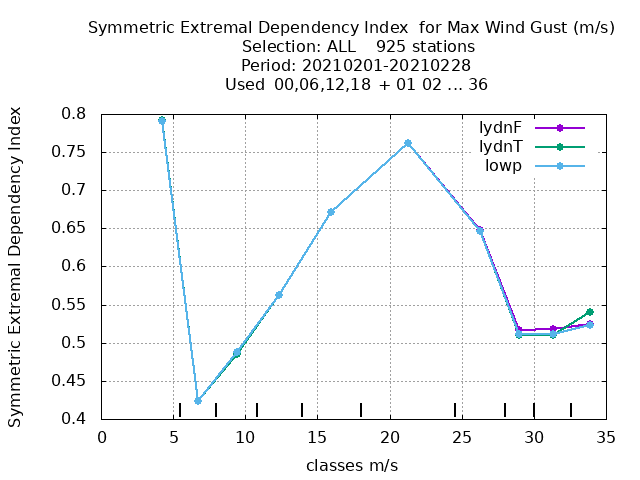 Symmetric Extremal Dependency Index for Max Wind Gust (m/s)
Selection: ALL 925 stations
Period: 20210201-20210228
Used 00,06,12,18 + 01 02 ... 36
Symmetric Extremal Dependency Index
0.8
0.75
0.7
0.65
0.6
0.55
0.5
0.45
0.4
lydnF
lydnT
lowp
0 5 10 15 20 25 30 35
classes m/s